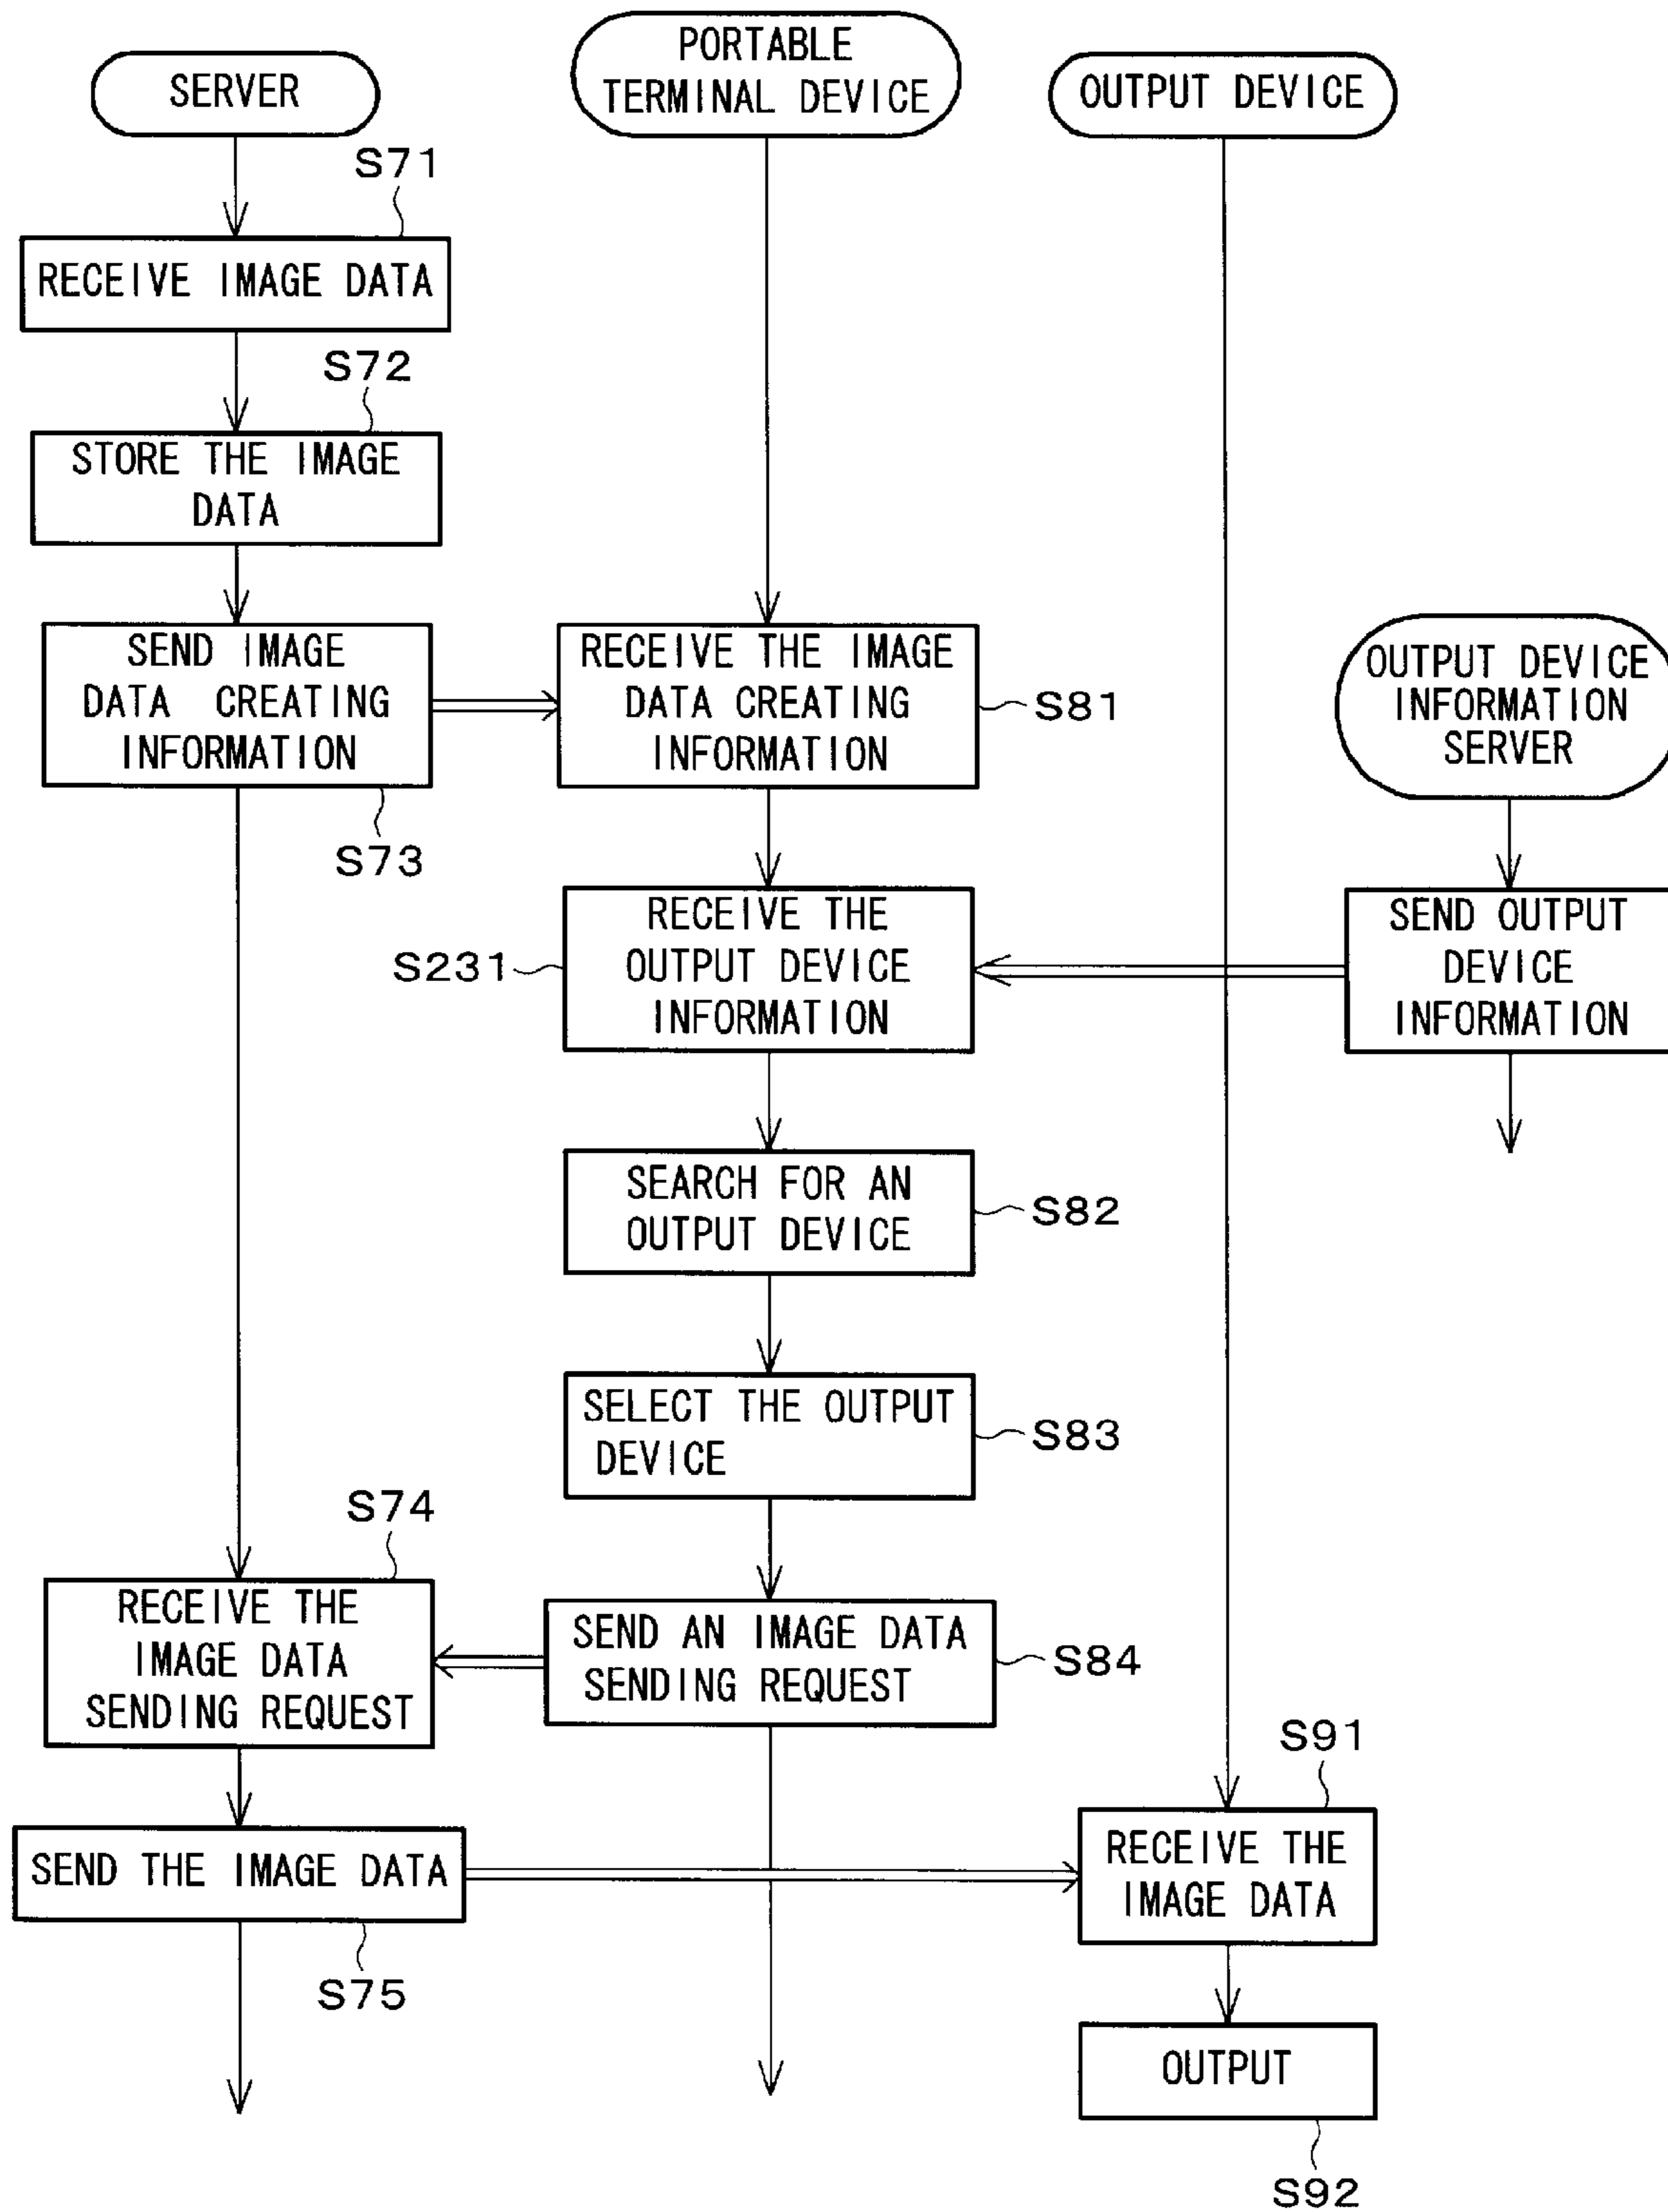 SERVER
PORTABLE
TERMINAL DEVICE
OUTPUT DEVICE
S71
RECEIVE IMAGE DATA
S72
STORE THE IMAGE
DATA
SEND IMAGE
DATA CREATING
INFORMATION
S73
RECEIVE THE IMAGE
DATA CREATING
INFORMATION
S81
OUTPUT DEVICE
INFORMATION
SERVER
S231
RECEIVE THE
OUTPUT DEVICE
INFORMATION
SEND OUTPUT
DEVICE
INFORMATION
SEARCH FOR AN
OUTPUT DEVICE
S82
SELECT THE OUTPUT
DEVICE
S83
S74
RECEIVE THE
IMAGE DATA
SENDING REQUEST
SEND AN IMAGE DATA
SENDING REQUEST
S84
S91
SEND THE IMAGE DATA
S75
RECEIVE THE
IMAGE DATA
OUTPUT
S92